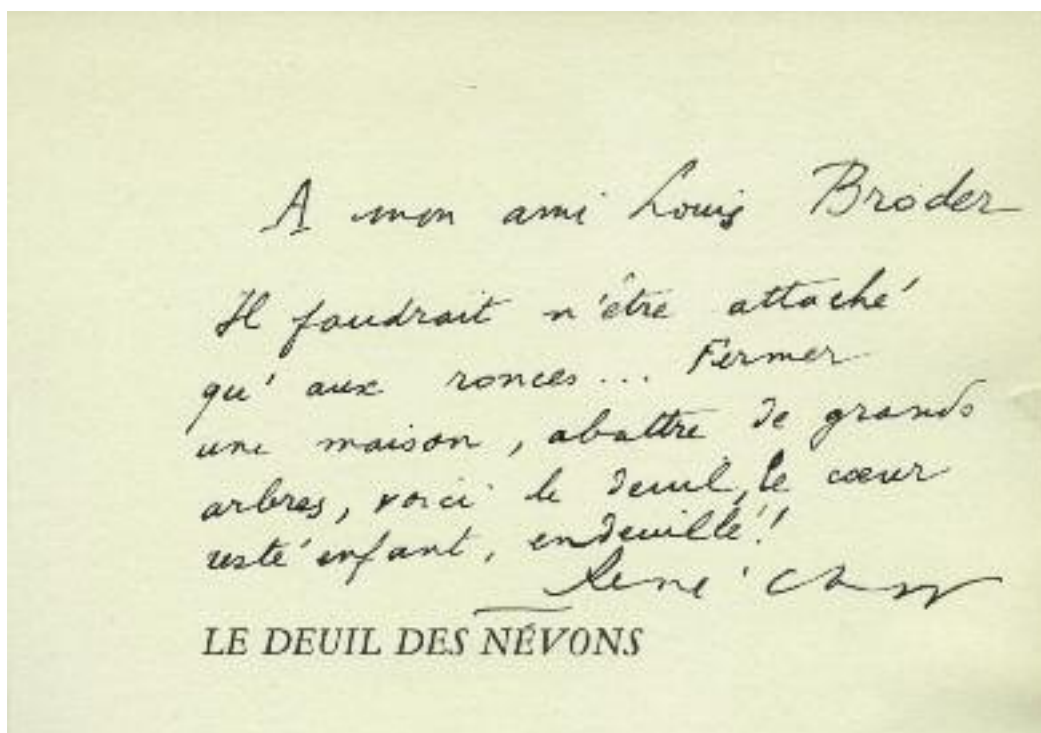 A mon ami Louis Broder
Il faudrait n'être attaché
qu'aux ronces... Fermer
une maison, abattre de grands
arbres, voici le deuil, le cœur
resté enfant, endeuillé!!
René Char
LE DEUIL DES NÉVONS